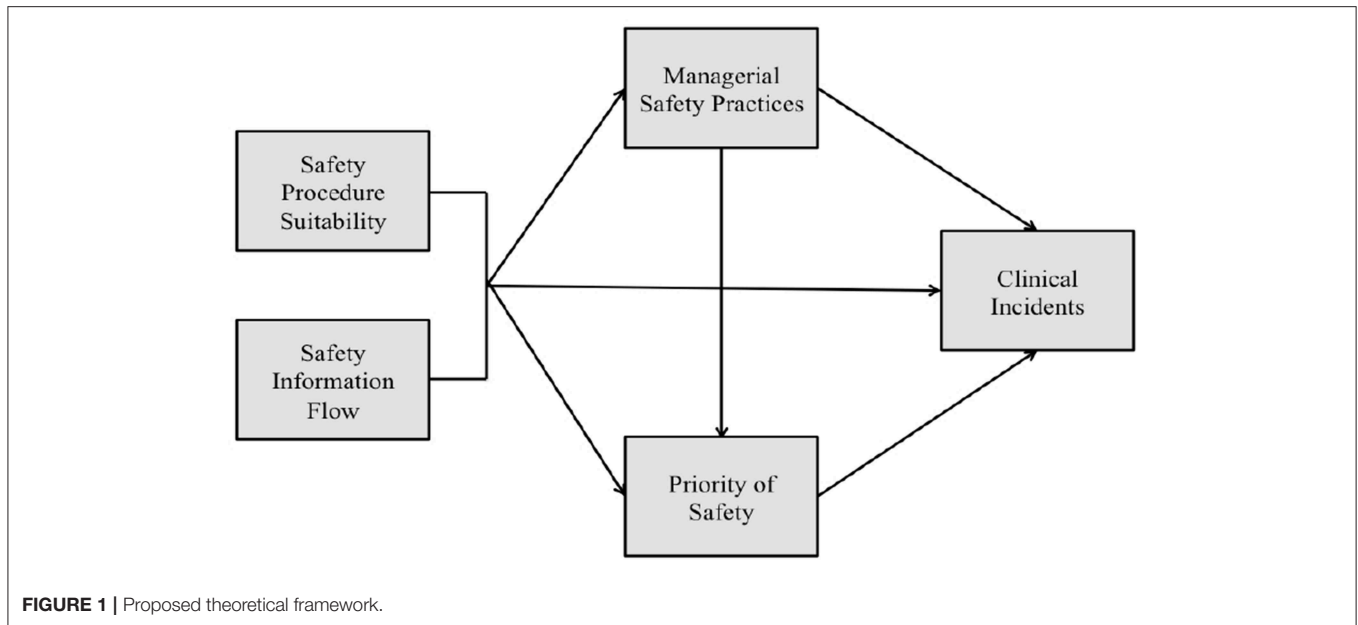 Managerial
Safety Practices
Safety
Procedure
Suitability
Clinical
Incidents
Safety
Information
Flow
Priority of
Safety
FIGURE 1 | Proposed theoretical framework.